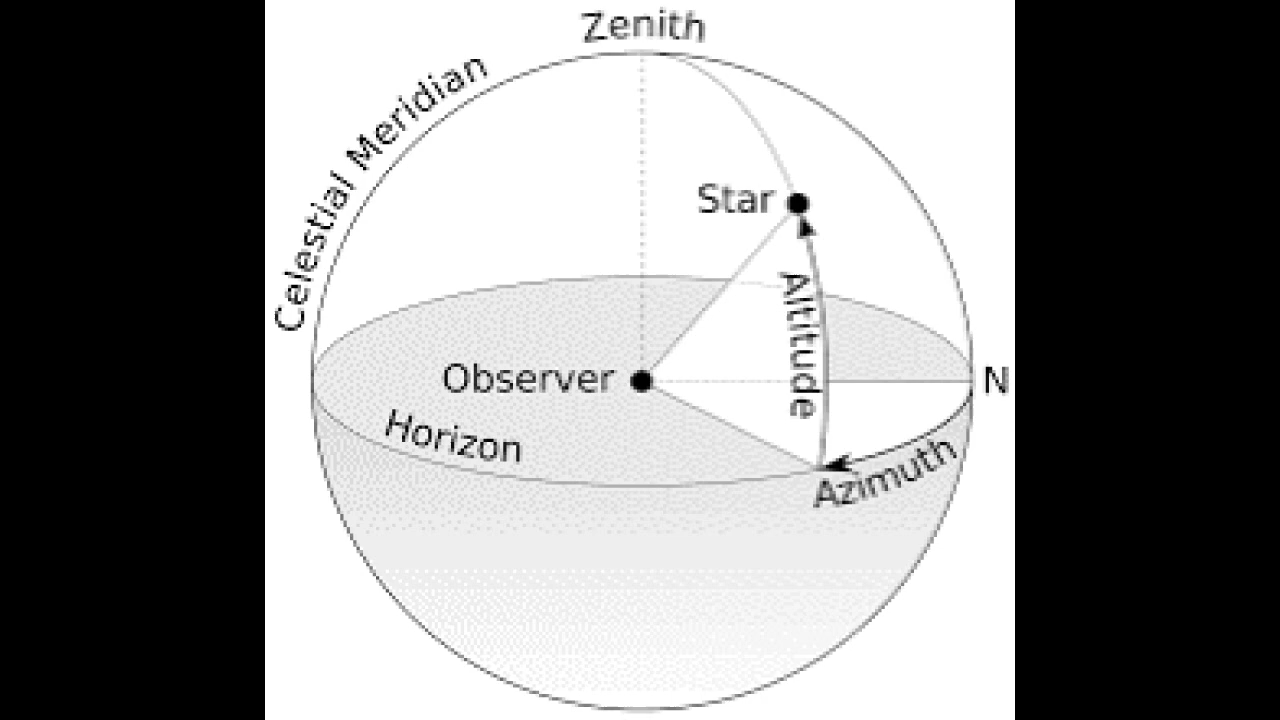 Zenith
Celestial Meridian
Star
Altitude
Observer
N
Horizon
Azimuth